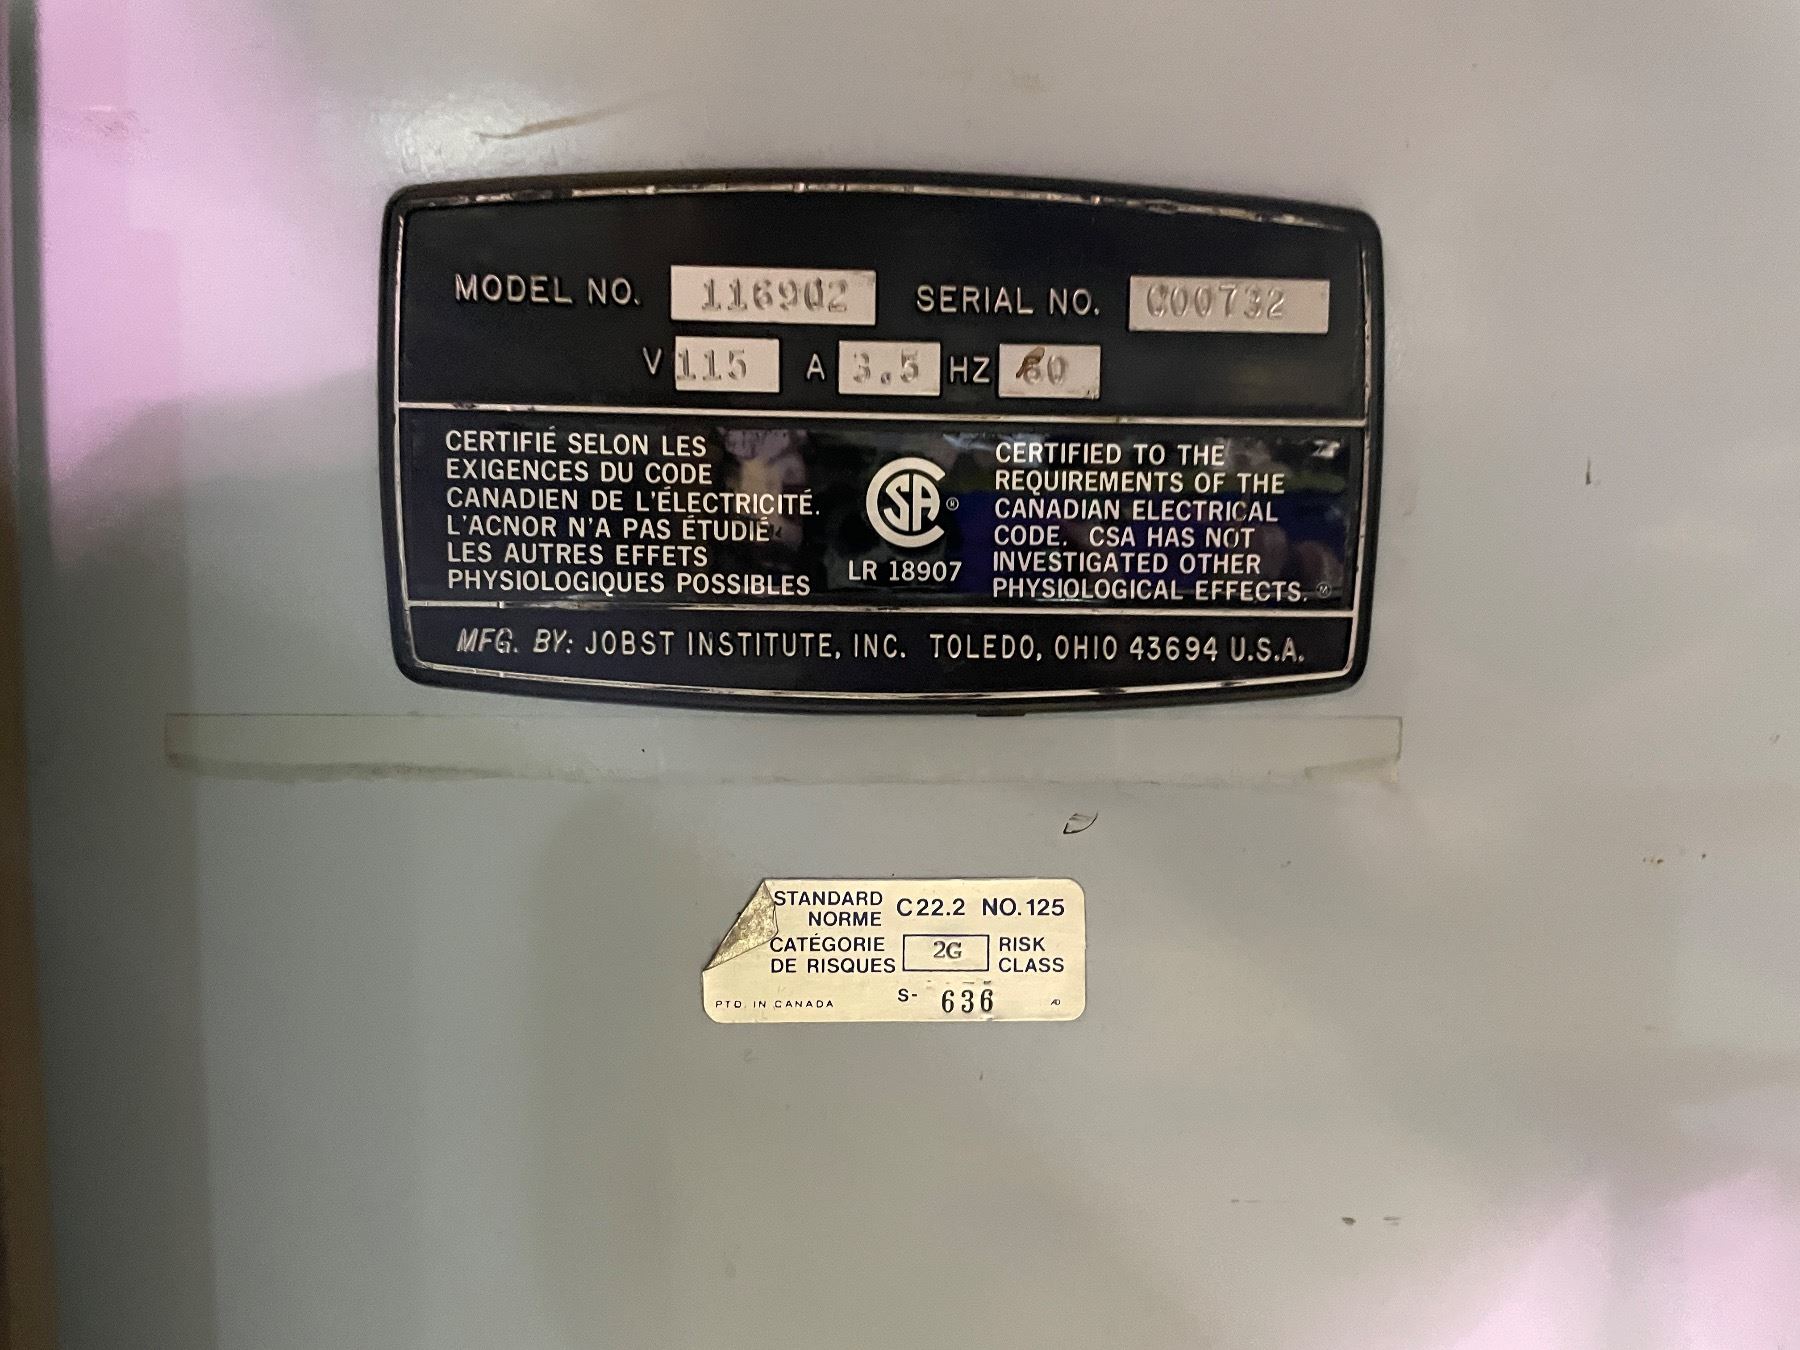 MODEL NO. 116902 SERIAL NO. C00732
V 115 A 3.5 HZ 60
CERTIFIÉ SELON LES
EXIGENCES DU CODE
CANADIEN DE L'ÉLECTRICITÉ.
L'ACNOR N'A PAS ÉTUDIÉ
LES AUTRES EFFETS
PHYSIOLOGIQUES POSSIBLES
CSA ®
LR 18907
CERTIFIED TO THE
REQUIREMENTS OF THE
CANADIAN ELECTRICAL
CODE. CSA HAS NOT
INVESTIGATED OTHER
PHYSIOLOGICAL EFFECTS.
MFG. BY: JOBST INSTITUTE, INC. TOLEDO, OHIO 43694 U.S.A.
STANDARD
NORME
C22.2 NO. 125
CATÉGORIE
DE RISQUES
2G
RISK
CLASS
PTD. IN CANADA S- 636